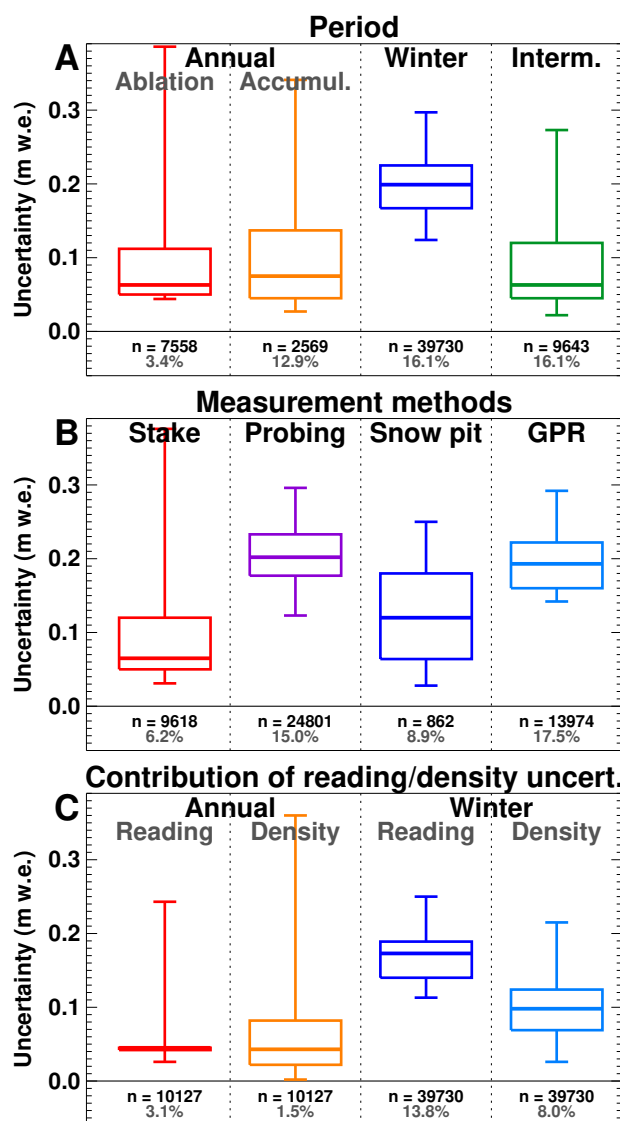 Period
A Annual Winter Interm.
Ablation Accumul.
0.3
0.2
0.1
0.0
Uncertainty (m w.e.)
n = 7558 n = 2569 n = 39730 n = 9643
3.4% 12.9% 16.1% 16.1%
Measurement methods
B Stake Probing Snow pit GPR
0.3
0.2
0.1
0.0
Uncertainty (m w.e.)
n = 9618 n = 24801 n = 862 n = 13974
6.2% 15.0% 8.9% 17.5%
Contribution of reading/density uncert.
C Annual Winter
Reading Density Reading Density
0.3
0.2
0.1
0.0
Uncertainty (m w.e.)
n = 10127 n = 10127 n = 39730 n = 39730
3.1% 1.5% 13.8% 8.0%